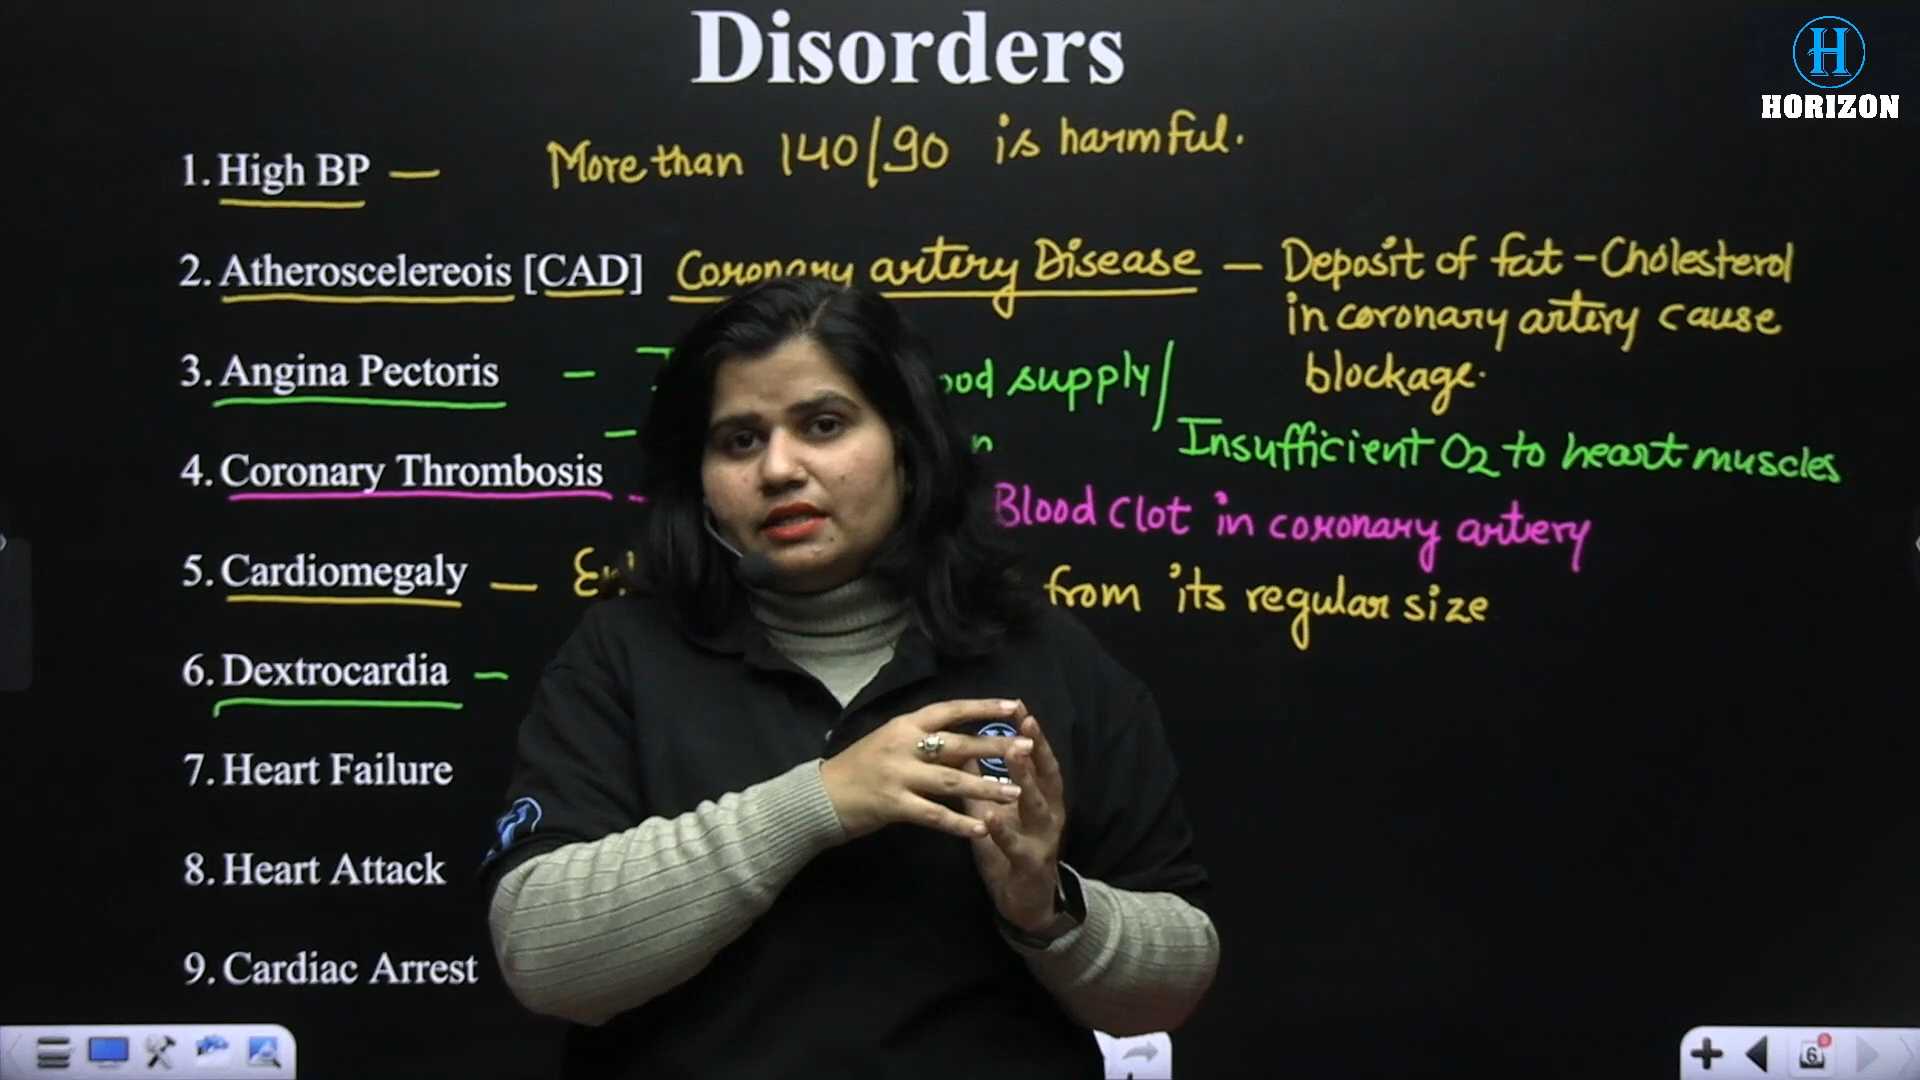 Disorders
H
HORIZON
1. High BP — More than 140/90 is harmful.
2. Atheroscelereois [CAD] Coronary artery Disease — Deposit of fat - Cholesterol
in coronary artery cause
blockage.
3. Angina Pectoris — supply/
Insufficient O2 to heart muscles
4. Coronary Thrombosis - Blood Clot in coronary artery
5. Cardiomegaly — from its regular size
6. Dextrocardia —
7. Heart Failure
8. Heart Attack
9. Cardiac Arrest
6